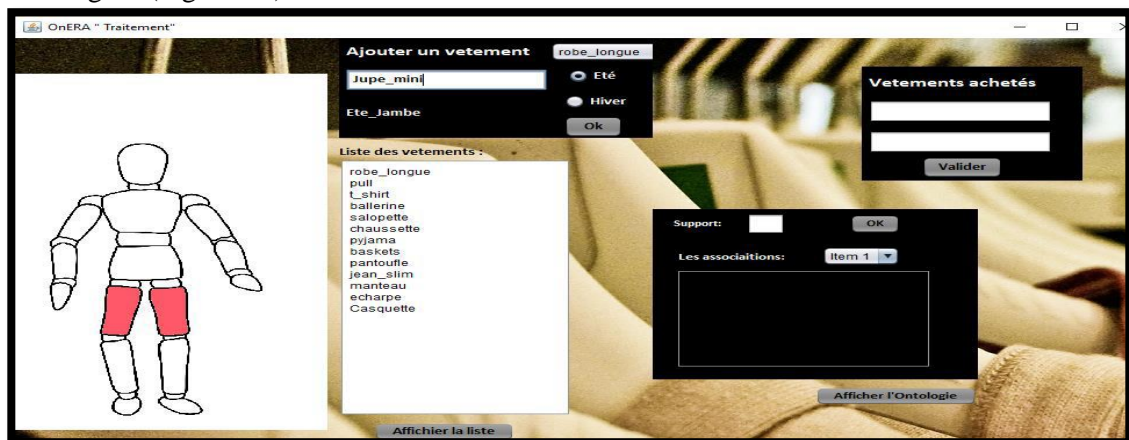 OnERA " Traitement"
Ajouter un vetement
robe_longue
Jupe_mini
Eté
Hiver
Ete_Jambe
Ok
Liste des vetements :
robe_longue
pull
t_shirt
ballerine
salopette
chaussette
pyjama
baskets
pantoufle
jean_slim
manteau
echarpe
Casquette
Affichier la liste
Vetements achetés
Valider
Support:
OK
Les associaitions:
Item 1
Afficher l'Ontologie